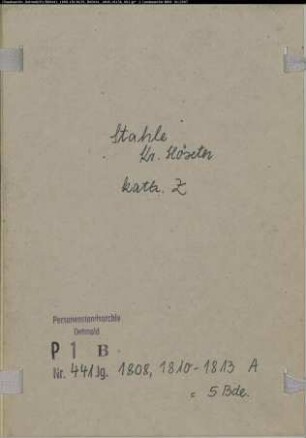 Stahle
Kr. Höxter
kath. Z
Personenstandsarchiv
Detmold
P 1 B
Nr. 441 Jg. 1808, 1810-1813 A
5 Bde.